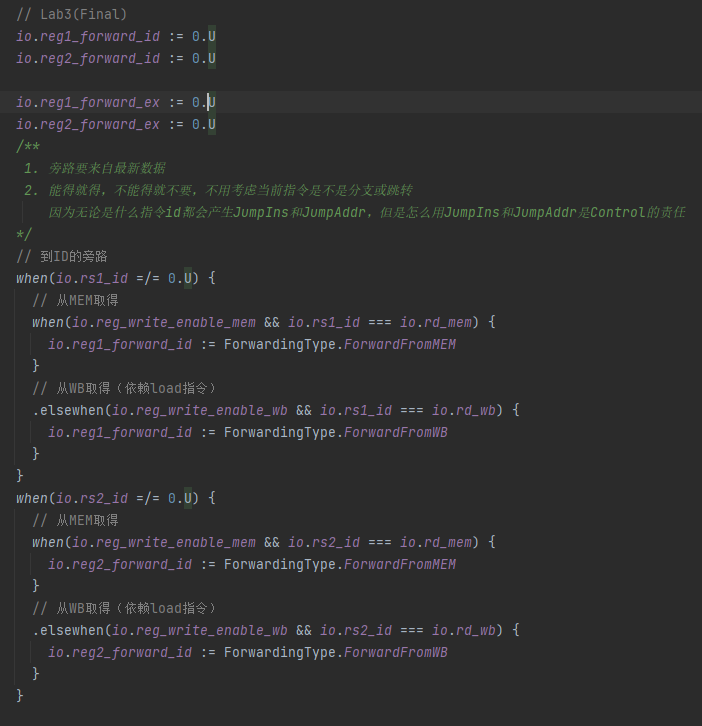 // Lab3(Final)
io.reg1_forward_id := 0.U
io.reg2_forward_id := 0.U
io.reg1_forward_ex := 0.U
io.reg2_forward_ex := 0.U
/**
1. 旁路要来自最新数据
2. 能得就得，不能得就不要，不用考虑当前指令是不是分支或跳转
因为无论是什么指令id都会产生JumpIns和JumpAddr，但是怎么用JumpIns和JumpAddr是Control的责任
*/
// 到ID的旁路
when(io.rs1_id =/= 0.U) {
// 从MEM取得
when(io.reg_write_enable_mem && io.rs1_id === io.rd_mem) {
io.reg1_forward_id := ForwardingType.ForwardFromMEM
}
// 从WB取得（依赖load指令）
.elsewhen(io.reg_write_enable_wb && io.rs1_id === io.rd_wb) {
io.reg1_forward_id := ForwardingType.ForwardFromWB
}
}
when(io.rs2_id =/= 0.U) {
// 从MEM取得
when(io.reg_write_enable_mem && io.rs2_id === io.rd_mem) {
io.reg2_forward_id := ForwardingType.ForwardFromMEM
}
// 从WB取得（依赖load指令）
.elsewhen(io.reg_write_enable_wb && io.rs2_id === io.rd_wb) {
io.reg2_forward_id := ForwardingType.ForwardFromWB
}
}